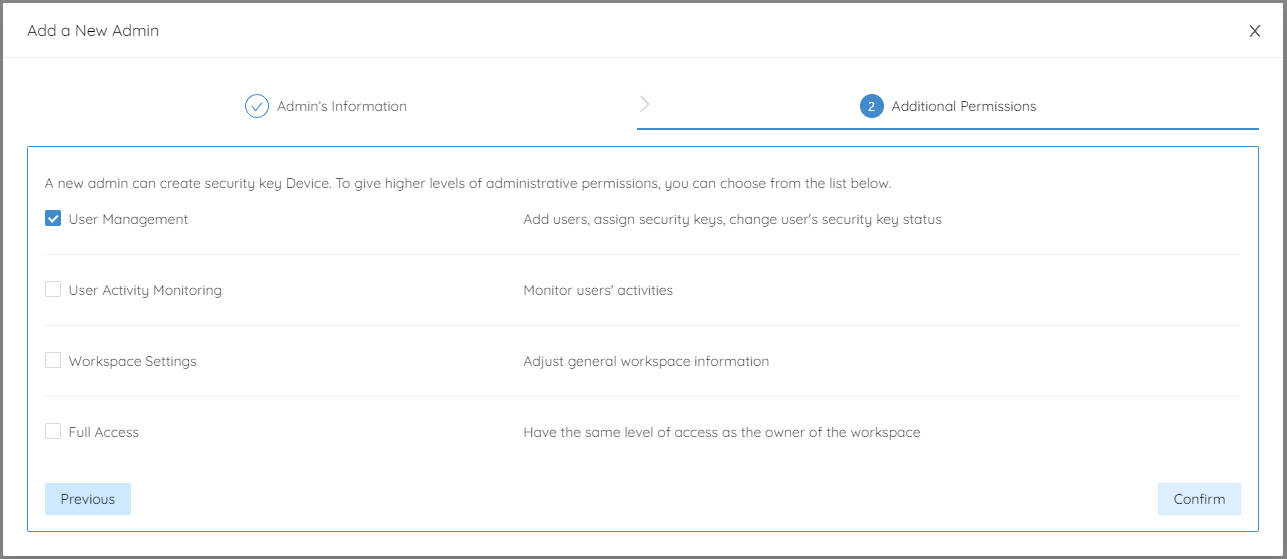 Add a New Admin
Admin's Information
2 Additional Permissions
A new admin can create security key Device. To give higher levels of administrative permissions, you can choose from the list below.
User Management Add users, assign security keys, change user's security key status
User Activity Monitoring Monitor users' activities
Workspace Settings Adjust general workspace information
Full Access Have the same level of access as the owner of the workspace
Previous Confirm